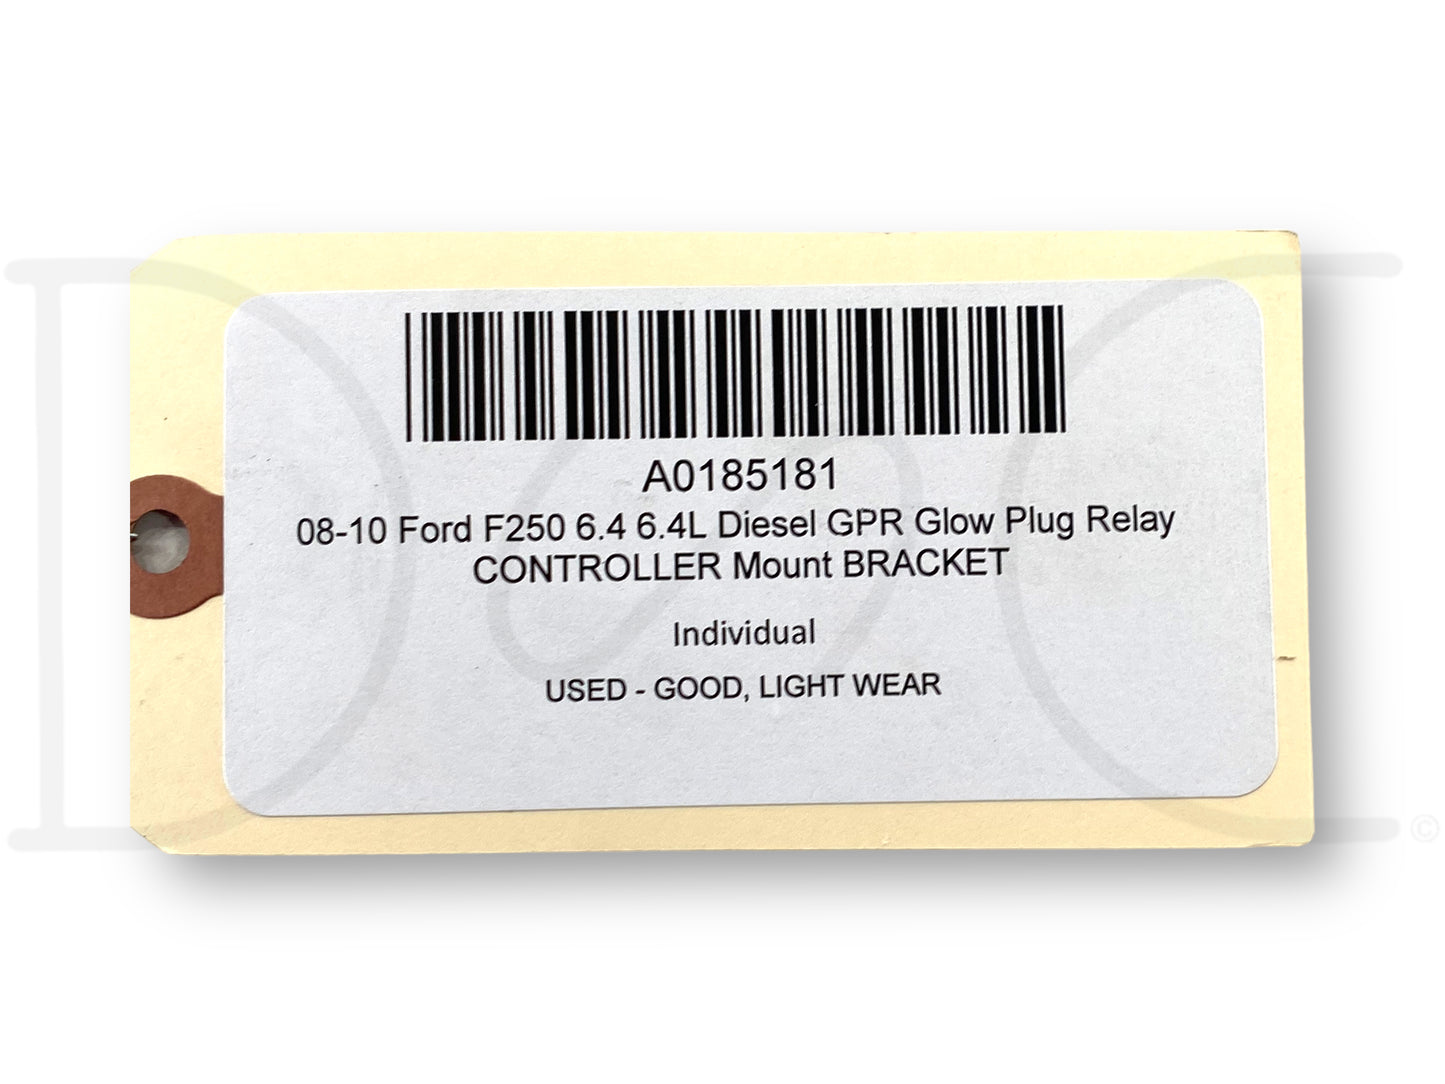 A0185181
08-10 Ford F250 6.4 6.4L Diesel GPR Glow Plug Relay
CONTROLLER Mount BRACKET
Individual
USED - GOOD, LIGHT WEAR
©